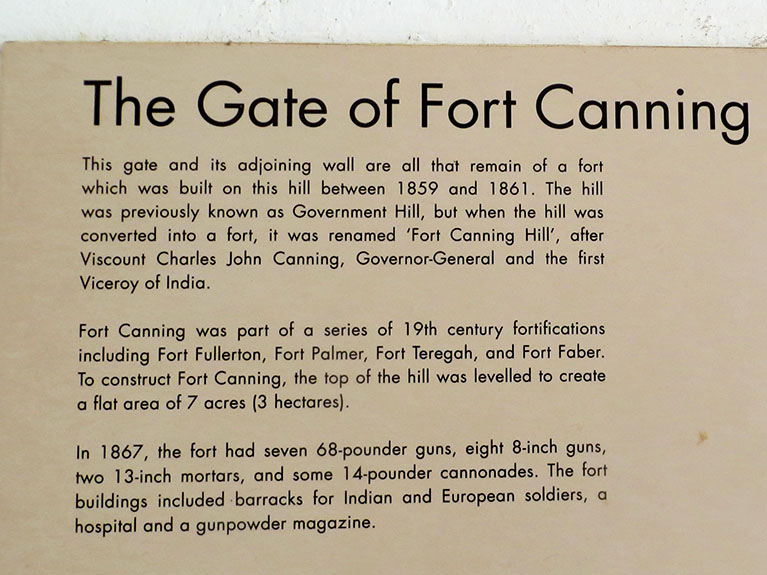 The Gate of Fort Canning
This gate and its adjoining wall are all that remain of a fort
which was built on this hill between 1859 and 1861. The hill
was previously known as Government Hill, but when the hill was
converted into a fort, it was renamed 'Fort Canning Hill', after
Viscount Charles John Canning, Governor-General and the first
Viceroy of India.
Fort Canning was part of a series of 19th century fortifications
including Fort Fullerton, Fort Palmer, Fort Teregah, and Fort Faber.
To construct Fort Canning, the top of the hill was levelled to create
a flat area of 7 acres (3 hectares).
In 1867, the fort had seven 68-pounder guns, eight 8-inch guns,
two 13-inch mortars, and some 14-pounder cannonades. The fort
buildings included barracks for Indian and European soldiers, a
hospital and a gunpowder magazine.